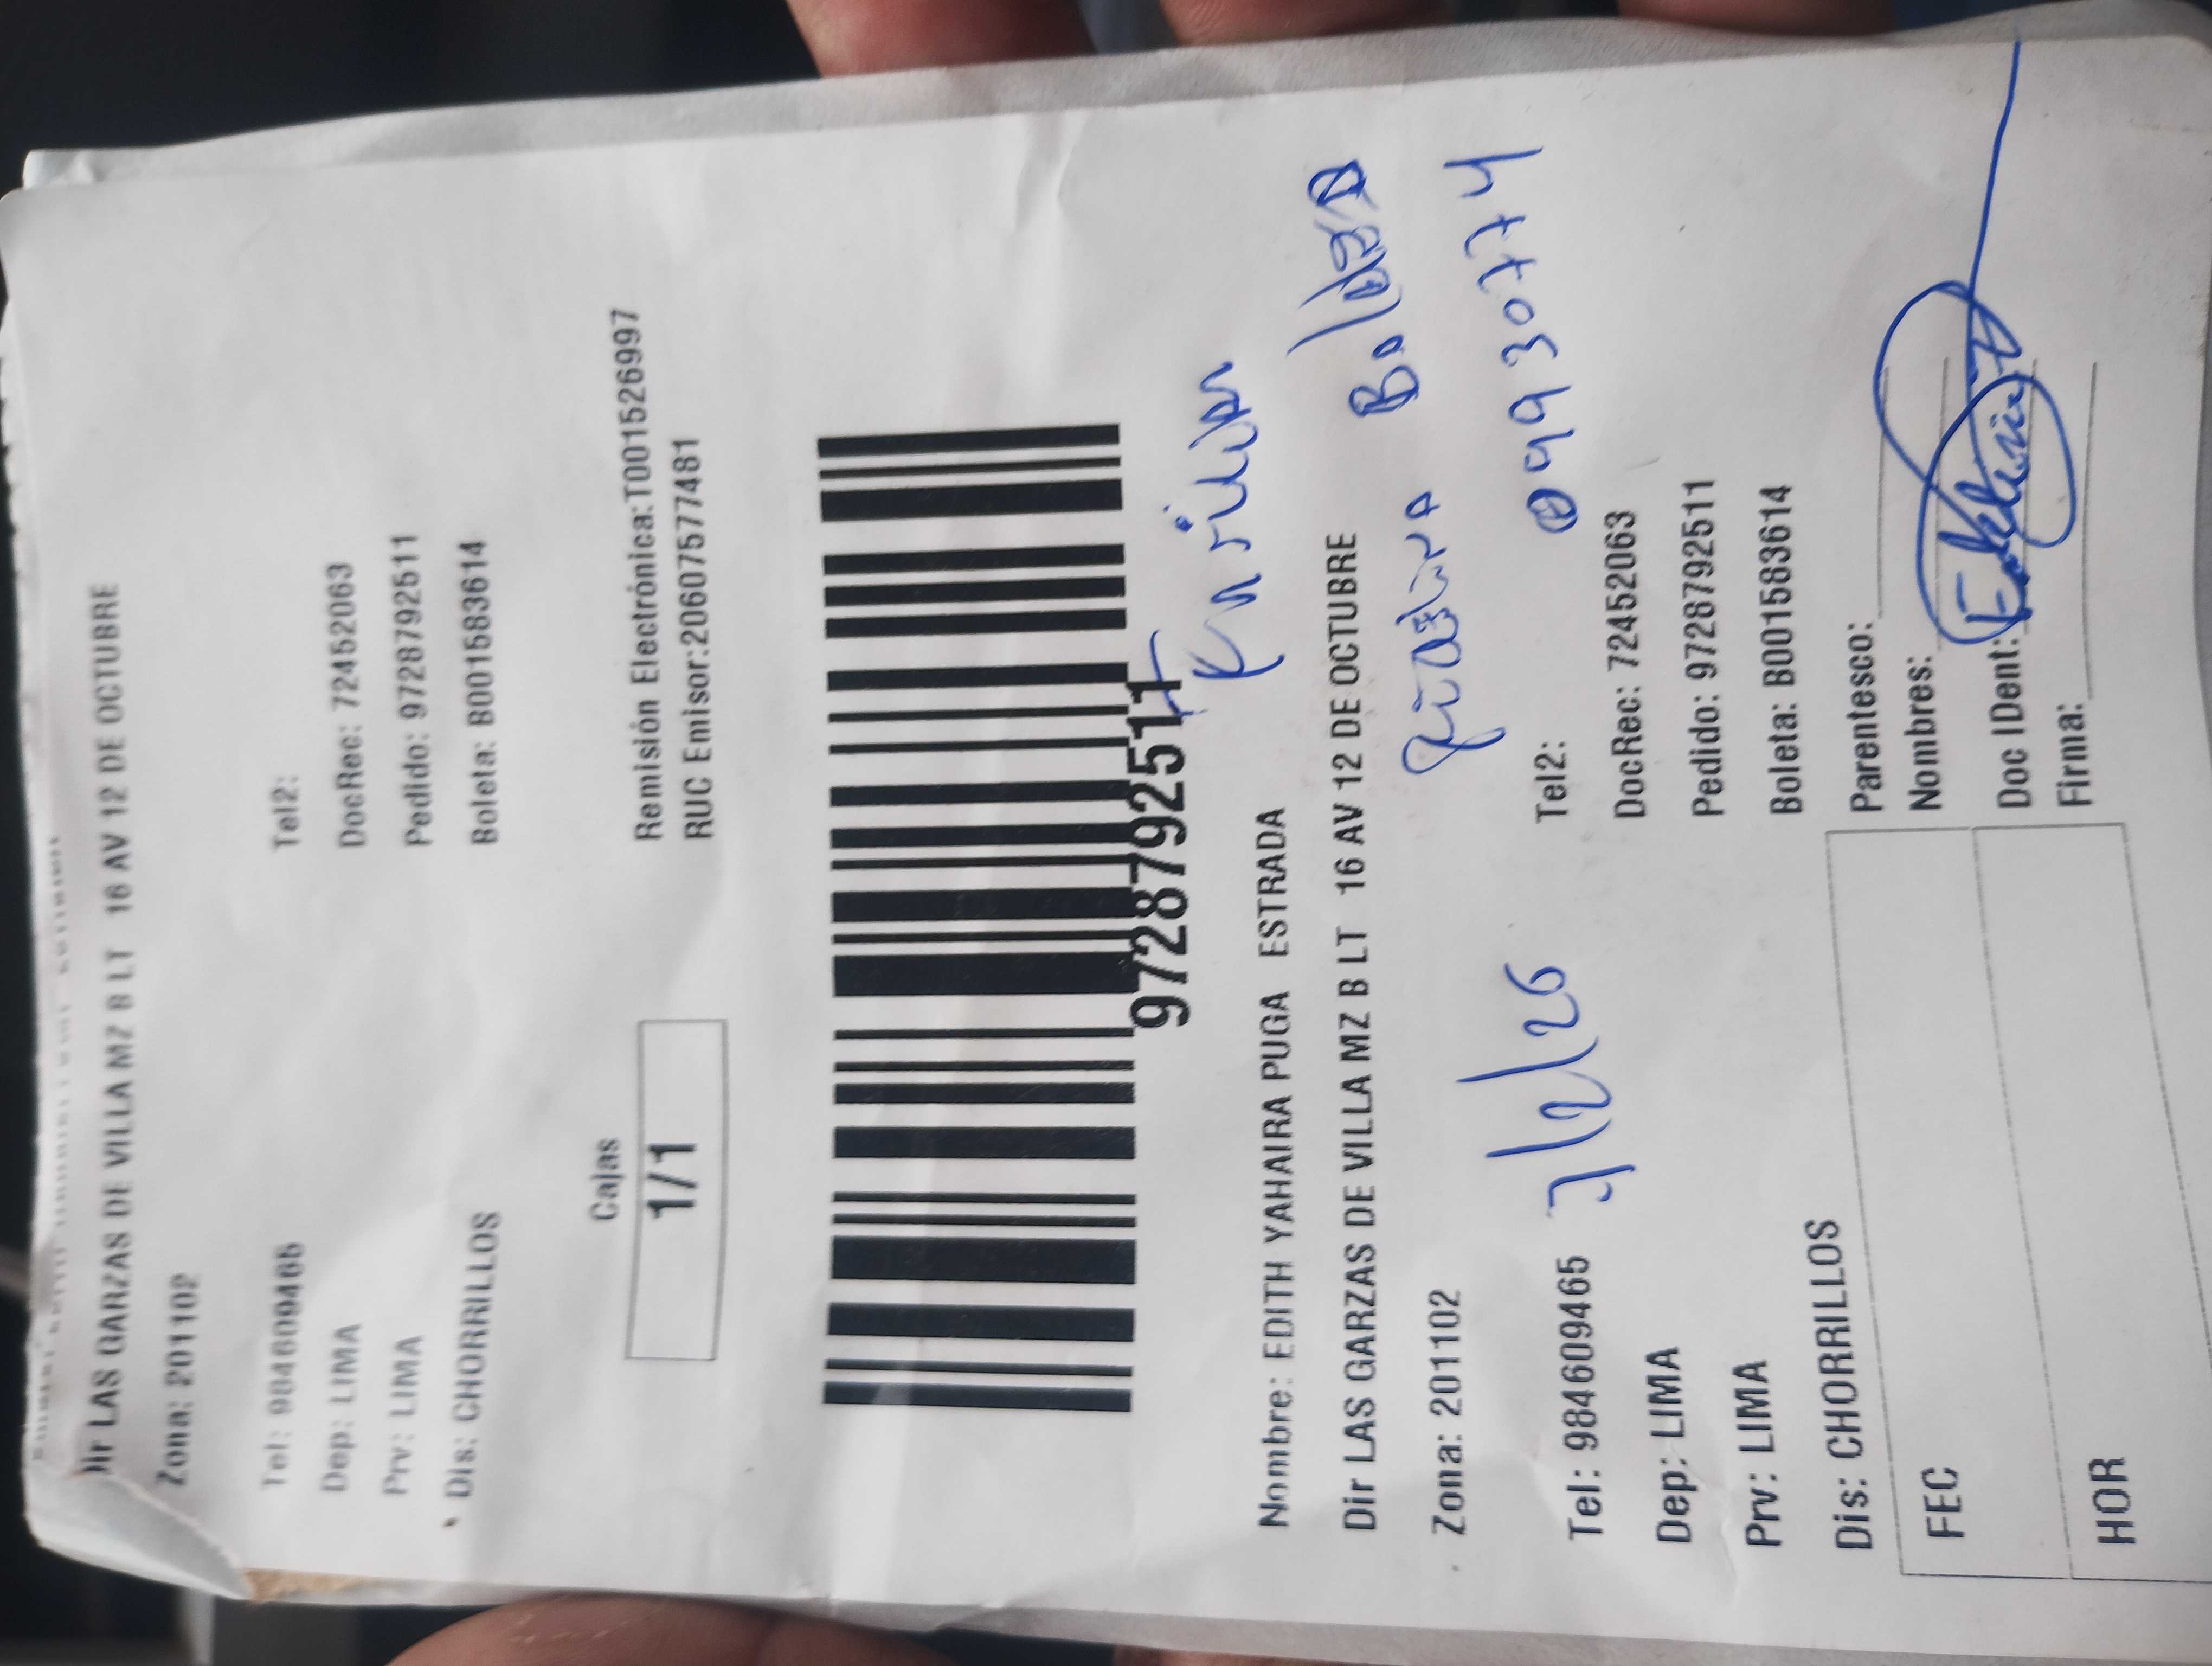 Dir LAS GARZAS DE VILLA MZ B LT 16 AV 12 DE OCTUBRE
Zona: 201102
Tel: 984609465 Tel2:
Dep: LIMA DocRec: 72452063
Prv: LIMA Pedido: 97287792511
Dis: CHORRILLOS Boleta: B001583614
Cajas
1/1
Remisión Electrónica:T001526997
RUC Emisor:20607577481
97287792511
Nombre: EDITH YAHAIRA PUGA ESTRADA
Dir LAS GARZAS DE VILLA MZ B LT 16 AV 12 DE OCTUBRE
Zona: 201102
09930774
Tel: 984609465 Tel2:
Dep: LIMA DocRec: 72452063
Prv: LIMA Pedido: 97287792511
Dis: CHORRILLOS Boleta: B001583614
FEC
HOR
Parentesco:
Nombres:
Doc IDent:
Firma: